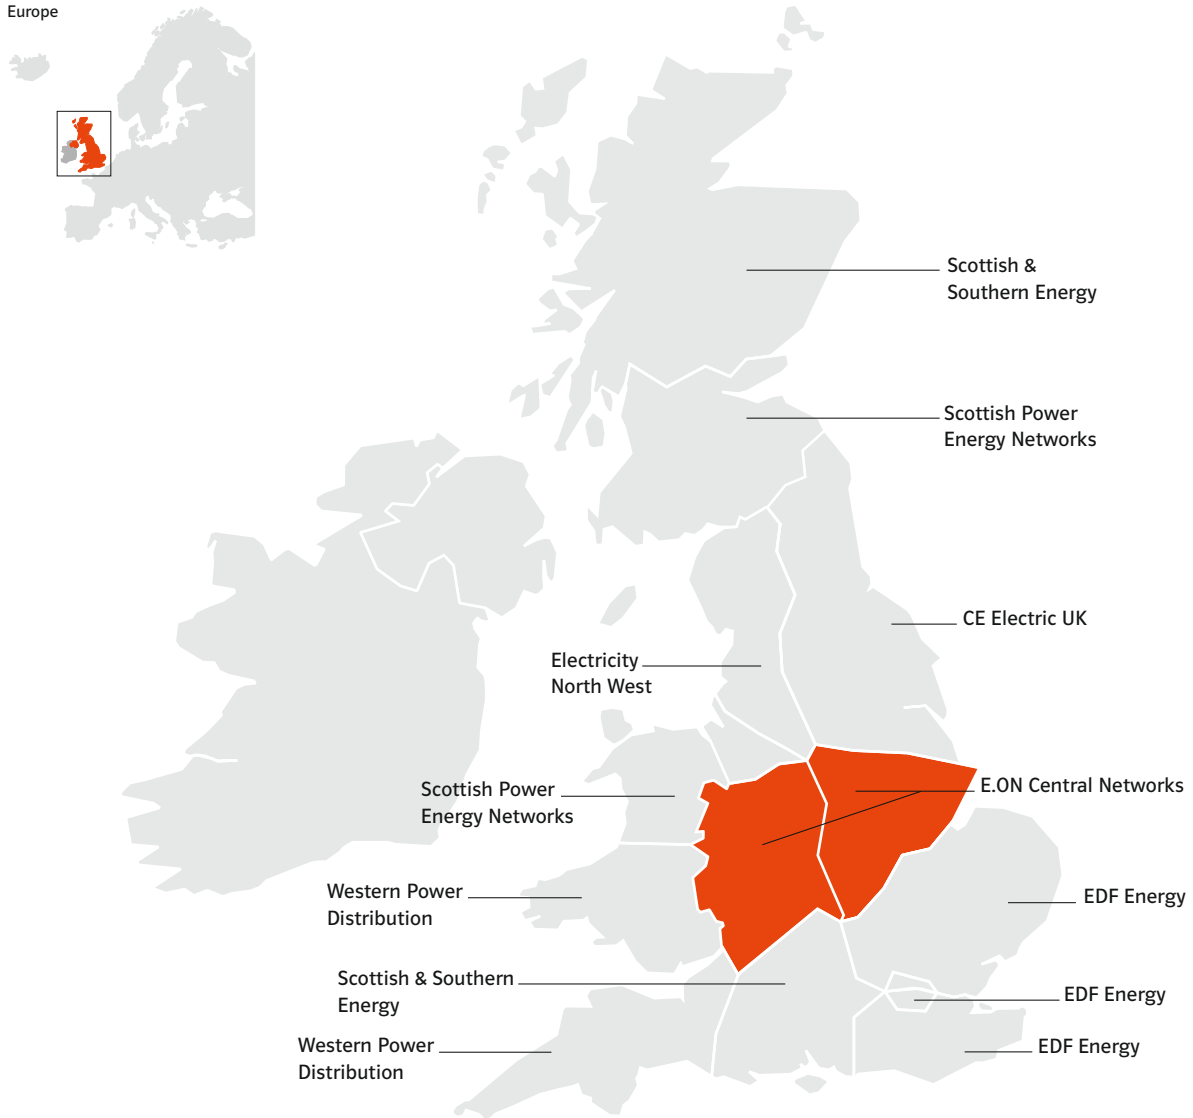 Europe
Scottish &
Southern Energy
Scottish Power
Energy Networks
CE Electric UK
Electricity
North West
Scottish Power
Energy Networks
E.ON Central Networks
Western Power
Distribution
EDF Energy
Scottish & Southern
Energy
EDF Energy
Western Power
Distribution
EDF Energy